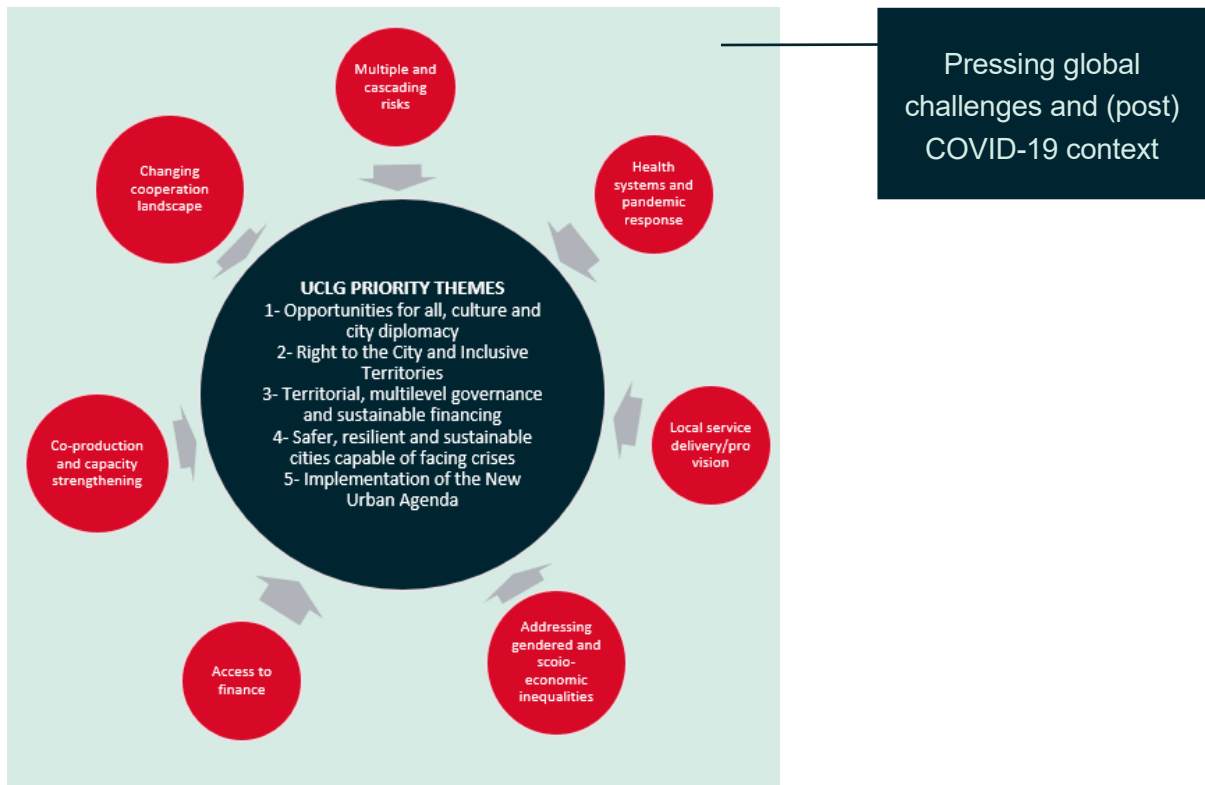 Pressing global
challenges and (post)
COVID-19 context
Multiple and
cascading
risks
Changing
cooperation
landscape
Health
systems and
pandemic
response
UCLG PRIORITY THEMES
1- Opportunities for all, culture and
city diplomacy
2- Right to the City and Inclusive
Territories
3- Territorial, multilevel governance
and sustainable financing
4- Safer, resilient and sustainable
cities capable of facing crises
5- Implementation of the New
Urban Agenda
Co-production
and capacity
strengthening
Local service
delivery/pro
vision
Access to
finance
Addressing
gendered and
scoio-
economic
inequalities